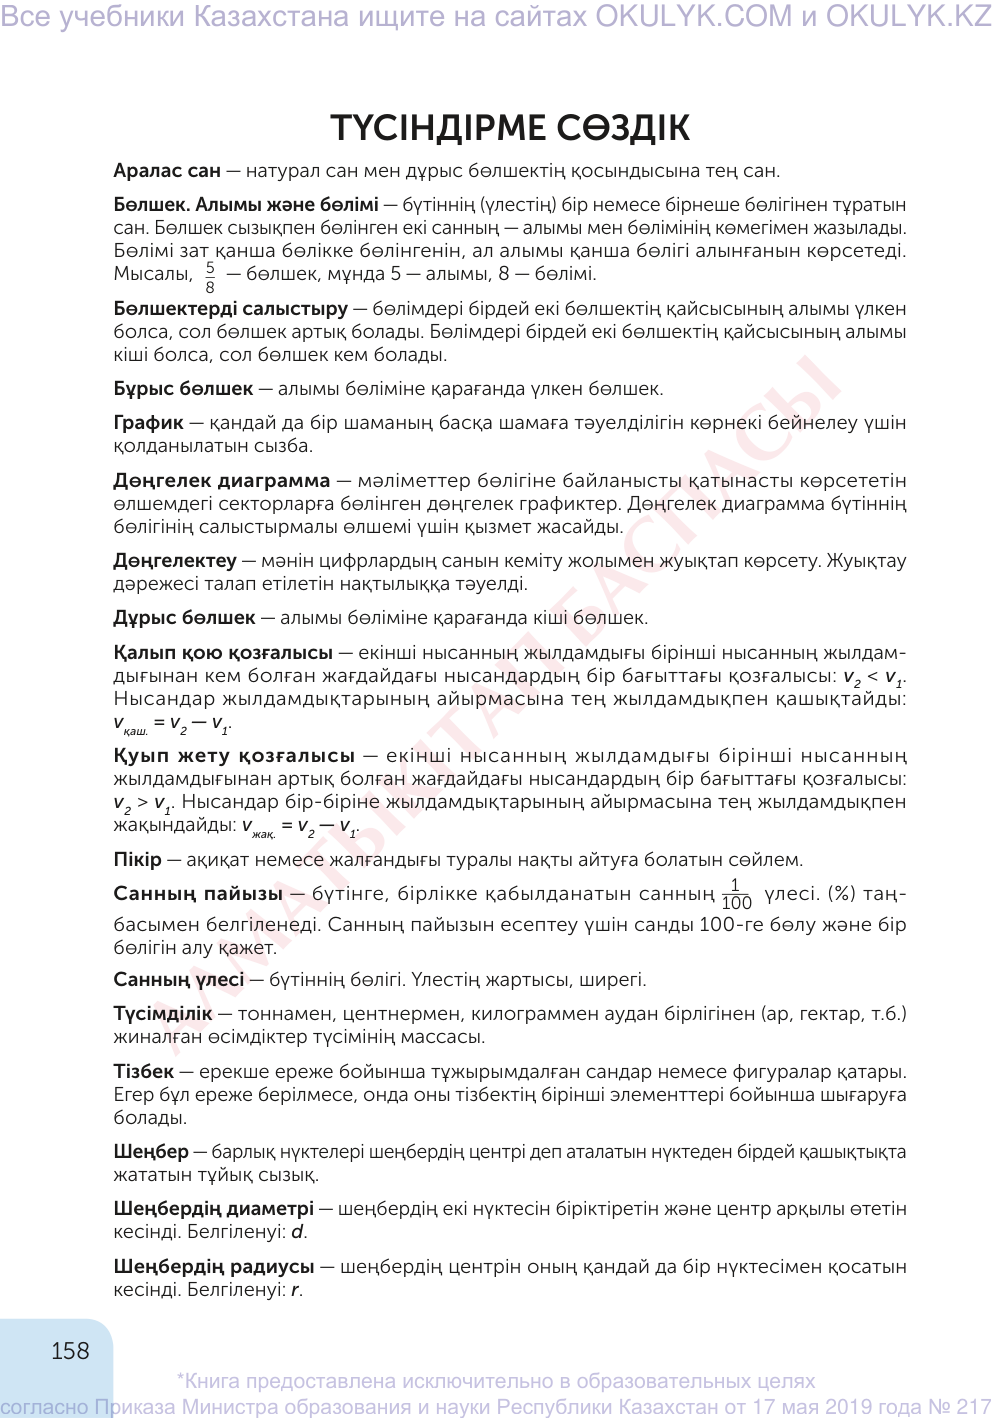 Все учебники Казахстана ищите на сайтах OKULYK.COM и OKULYK.KZ
ТҮСІНДІРМЕ СӨЗДІК
Аралас сан — натурал сан мен дұрыс бөлшектің қосындысына тең сан.
Бөлшек. Алымы және бөлімі — бүтіннің (үлестің) бір немесе бірнеше бөлігінен тұратын
сан. Бөлшек сызықпен бөлінген екі санның — алымы мен бөлімінің көмегімен жазылады.
Бөлімі зат қанша бөлікке бөлінгенін, ал алымы қанша бөлігі алынғанын көрсетеді.
Мысалы, 5/8 — бөлшек, мұнда 5 — алымы, 8 — бөлімі.
Бөлшектерді салыстыру — бөлімдері бірдей екі бөлшектің қайсысының алымы үлкен
болса, сол бөлшек артық болады. Бөлімдері бірдей екі бөлшектің қайсысының алымы
кіші болса, сол бөлшек кем болады.
Бұрыс бөлшек — алымы бөліміне қарағанда үлкен бөлшек.
График — қандай да бір шаманың басқа шамаға тәуелділігін көрнекі бейнелеу үшін
қолданылатын сызба.
Дөңгелек диаграмма — мәліметтер бөлігіне байланысты қатынасты көрсететін
өлшемдегі секторларға бөлінген дөңгелек графиктер. Дөңгелек диаграмма бүтіннің
бөлігінің салыстырмалы өлшемі үшін қызмет жасайды.
Дөңгелектеу — мәнін цифрлардың санын кеміту жолымен жуықтап көрсету. Жуықтау
дәрежесі талап етілетін нақтылыққа тәуелді.
Дұрыс бөлшек — алымы бөліміне қарағанда кіші бөлшек.
Қалып қою қозғалысы — екінші нысанның жылдамдығы бірінші нысанның жылдам-
дығынан кем болған жағдайдағы нысандардың бір бағыттағы қозғалысы: v₂ < v₁.
Нысандар жылдамдықтарының айырмасына тең жылдамдықпен қашықтайды:
v қаш. = v₂ — v₁.
Қуып жету қозғалысы — екінші нысанның жылдамдығы бірінші нысанның
жылдамдығынан артық болған жағдайдағы нысандардың бір бағыттағы қозғалысы:
v₂ > v₁. Нысандар бір-біріне жылдамдықтарының айырмасына тең жылдамдықпен
жақындайды: v жақ. = v₂ — v₁.
Пікір — ақиқат немесе жалғандығы туралы нақты айтуға болатын сөйлем.
Санның пайызы — бүтінге, бірлікке қабылданатын санның 1/100 үлесі. (%) таң-
басымен белгіленеді. Санның пайызын есептеу үшін санды 100-ге бөлу және бір
бөлігін алу қажет.
Санның үлесі — бүтіннің бөлігі. Үлестің жартысы, ширегі.
Түсімділік — тоннамен, центнермен, килограммен аудан бірлігінен (ар, гектар, т.б.)
жиналған өсімдіктер түсімінің массасы.
Тізбек — ерекше ереже бойынша тұжырымдалған сандар немесе фигуралар қатары.
Егер бұл ереже берілмесе, онда оны тізбектің бірінші элементтері бойынша шығаруға
болады.
Шеңбер — барлық нүктелері шеңбердің центрі деп аталатын нүктеден бірдей қашықтықта
жататын тұйық сызық.
Шеңбердің диаметрі — шеңбердің екі нүктесін біріктіретін және центр арқылы өтетін
кесінді. Белгіленуі: d.
Шеңбердің радиусы — шеңбердің центрін оның қандай да бір нүктесімен қосатын
кесінді. Белгіленуі: r.
АЛМАТЫКІТАП БАСПАСЫ
158
*Книга предоставлена исключительно в образовательных целях
согласно Приказа Министра образования и науки Республики Казахстан от 17 мая 2019 года № 217